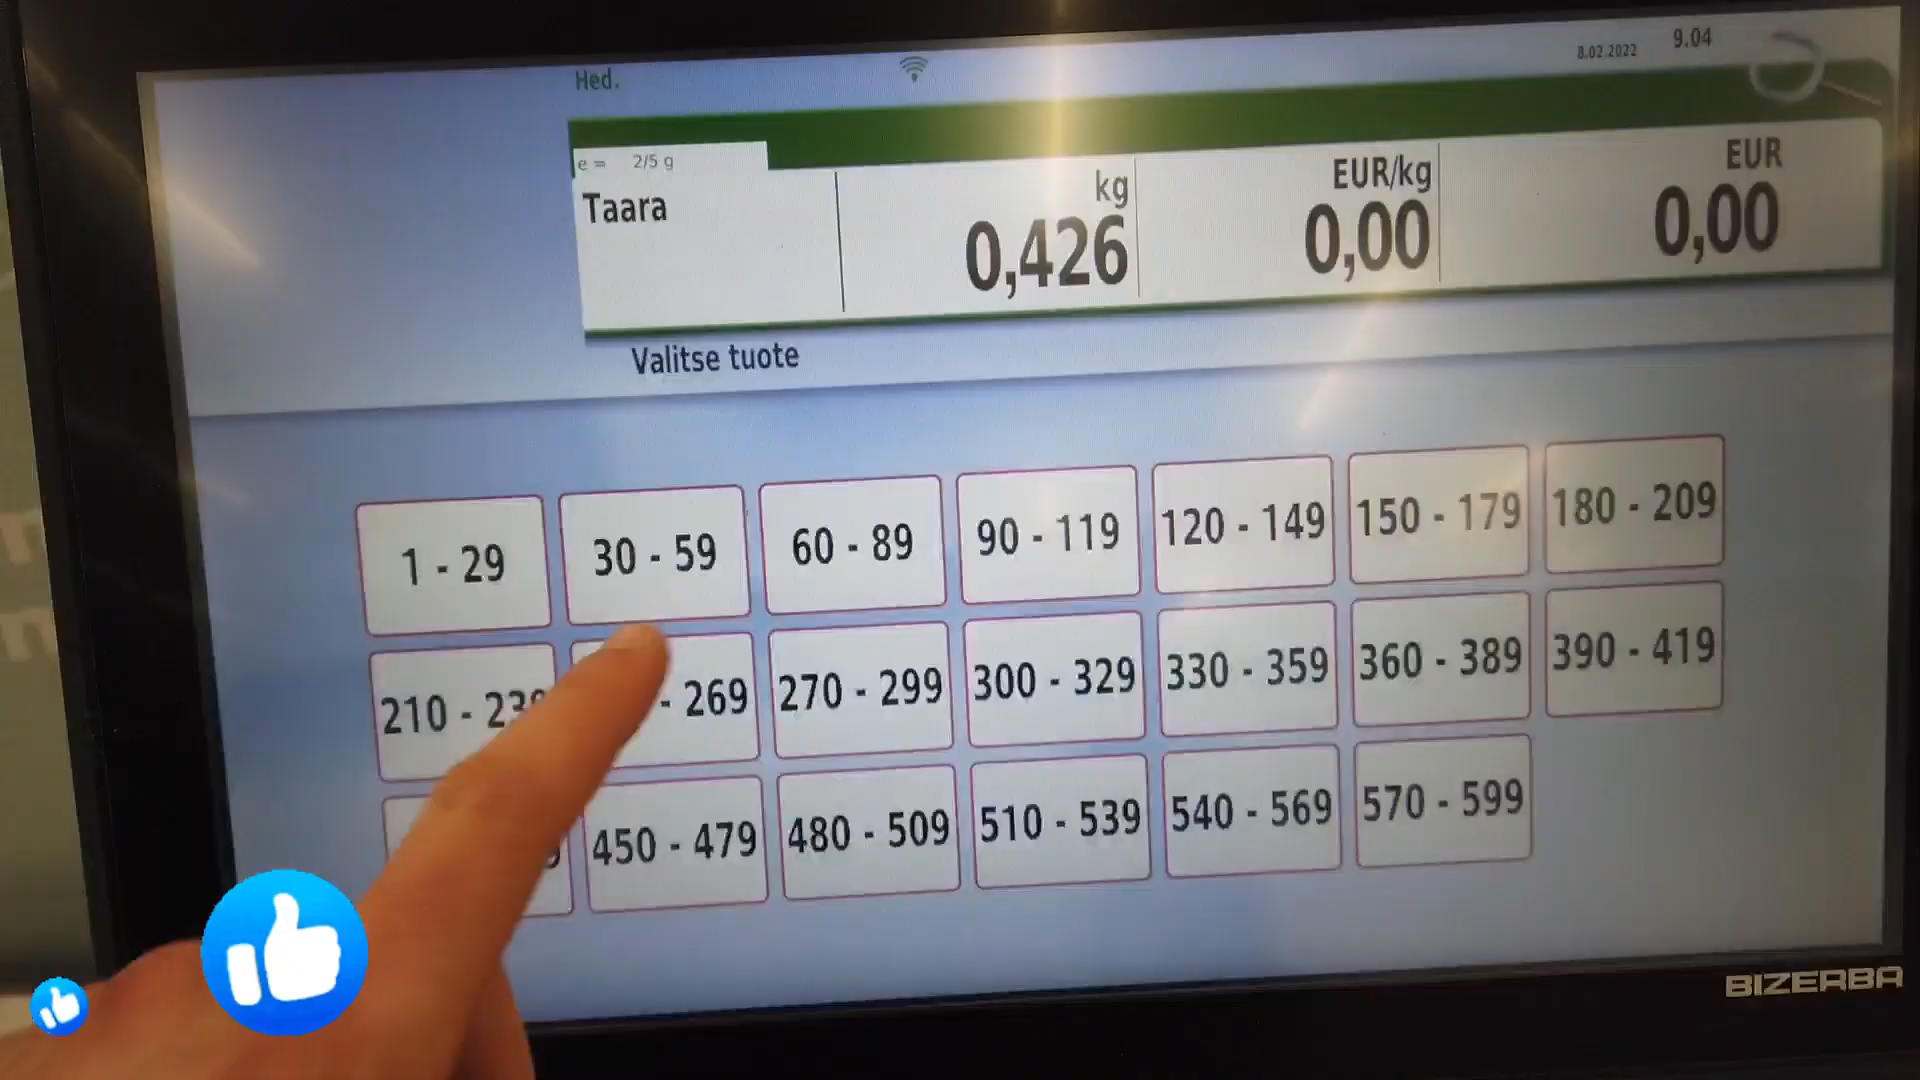 Hed.
8.02.2022 9.04
e = 2/5 g
Taara
kg
0,426
EUR/kg
0,00
EUR
0,00
Valitse tuote
1 - 29
30 - 59
60 - 89
90 - 119
120 - 149
150 - 179
180 - 209
210 - 23
- 269
270 - 299
300 - 329
330 - 359
360 - 389
390 - 419
450 - 479
480 - 509
510 - 539
540 - 569
570 - 599
BIZERBA